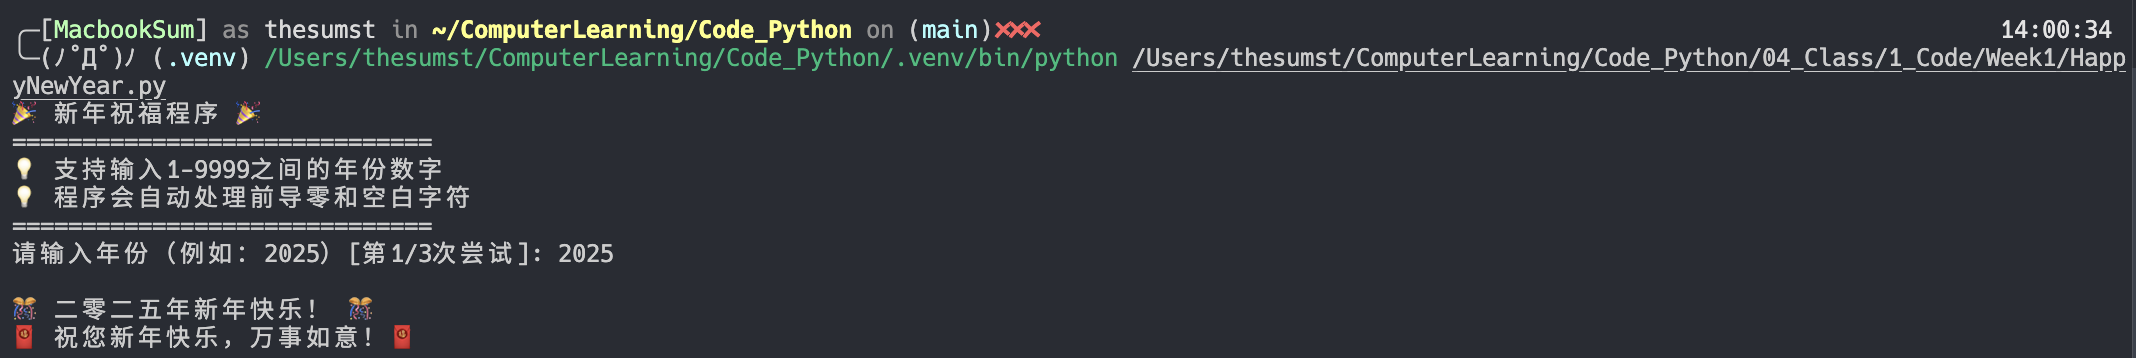 ╭─[MacbookSum] as thesumst in ~/ComputerLearning/Code_Python on (main)✘✘✘ 14:00:34
╰─(ﾉ˚Д˚)ﾉ (.venv) /Users/thesumst/ComputerLearning/Code_Python/.venv/bin/python /Users/thesumst/ComputerLearning/Code_Python/04_Class/1_Code/Week1/Happ
yNewYear.py
🎉 新年祝福程序 🎉
==============================
💡 支持输入1-9999之间的年份数字
💡 程序会自动处理前导零和空白字符
==============================
请输入年份（例如：2025）[第1/3次尝试]: 2025
🎊 二零二五年新年快乐！ 🎊
🧧 祝您新年快乐，万事如意！🧧